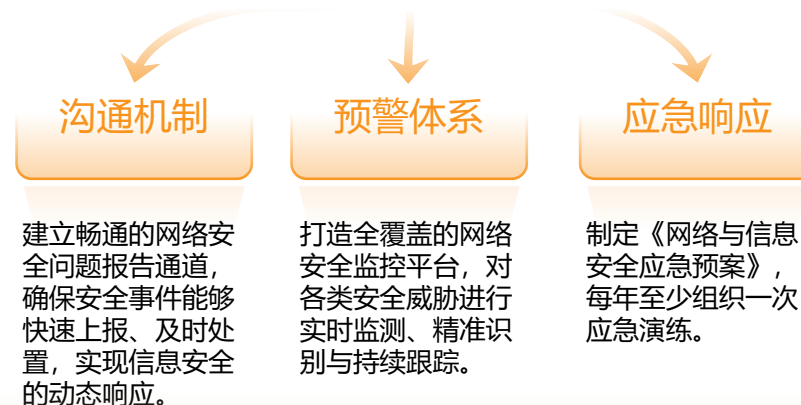 沟通机制
预警体系
应急响应
建立畅通的网络安
全问题报告通道，
确保安全事件能够
快速上报、及时处
置，实现信息安全
的动态响应。
打造全覆盖的网络
安全监控平台，对
各类安全威胁进行
实时监测、精准识
别与持续跟踪。
制定《网络与信息
安全应急预案》，
每年至少组织一次
应急演练。